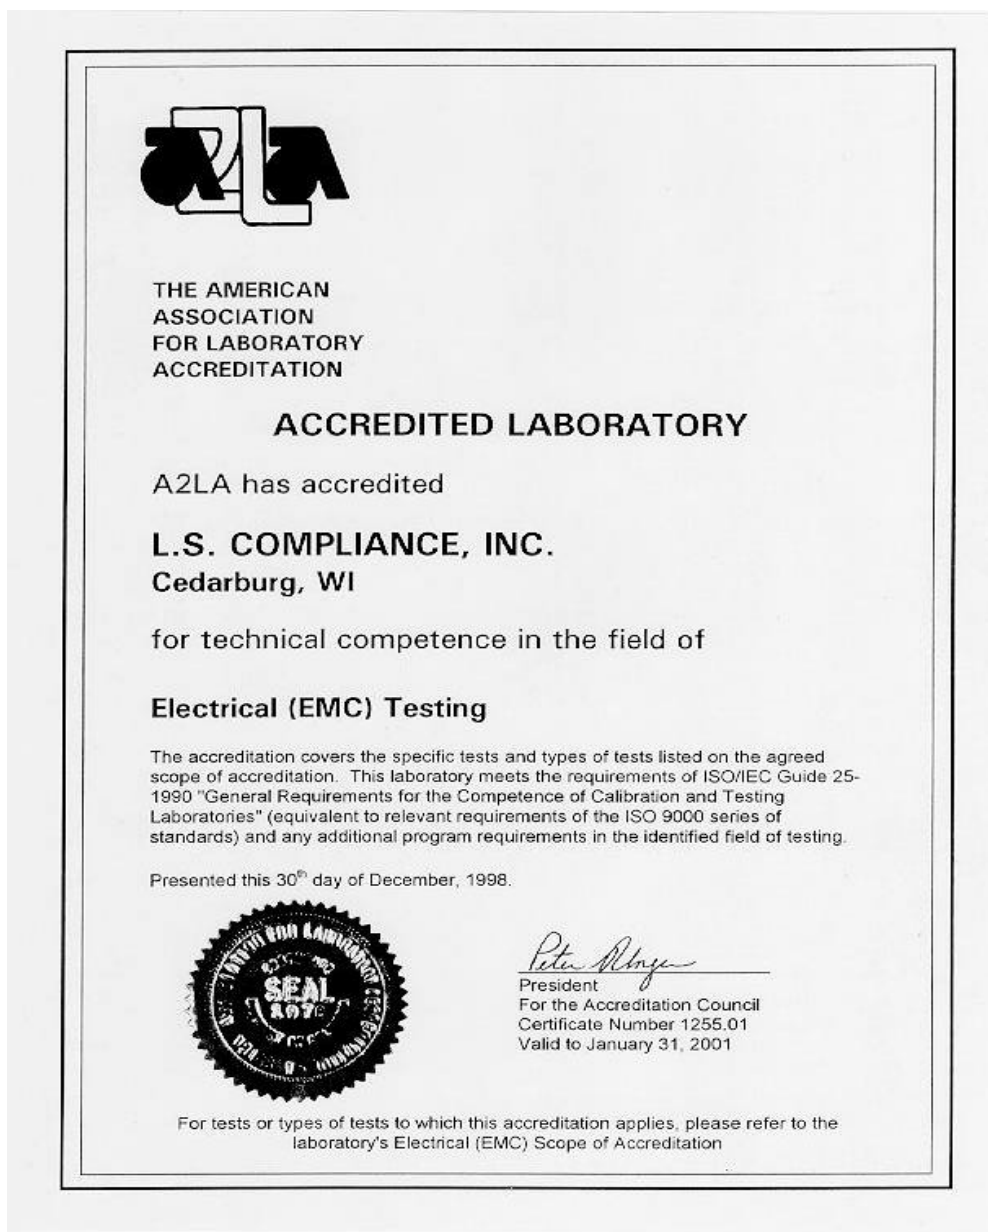 A2LA
THE AMERICAN
ASSOCIATION
FOR LABORATORY
ACCREDITATION
ACCREDITED LABORATORY
A2LA has accredited
L.S. COMPLIANCE, INC.
Cedarburg, WI
for technical competence in the field of
Electrical (EMC) Testing
The accreditation covers the specific tests and types of tests listed on the agreed
scope of accreditation. This laboratory meets the requirements of ISO/IEC Guide 25-
1990 "General Requirements for the Competence of Calibration and Testing
Laboratories" (equivalent to relevant requirements of the ISO 9000 series of
standards) and any additional program requirements in the identified field of testing.
Presented this 30th day of December, 1998.
SEAL
Peter
President
For the Accreditation Council
Certificate Number 1255.01
Valid to January 31, 2001
For tests or types of tests to which this accreditation applies, please refer to the
laboratory's Electrical (EMC) Scope of Accreditation